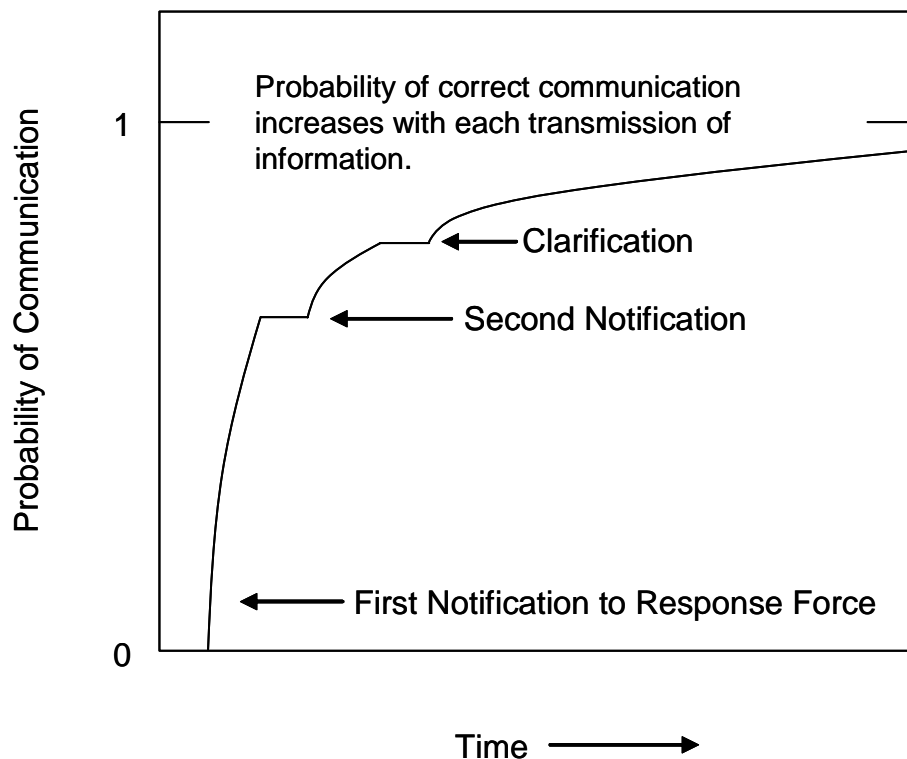 Probability of correct communication
increases with each transmission of
information.
1
Clarification
Second Notification
First Notification to Response Force
0
Probability of Communication
Time